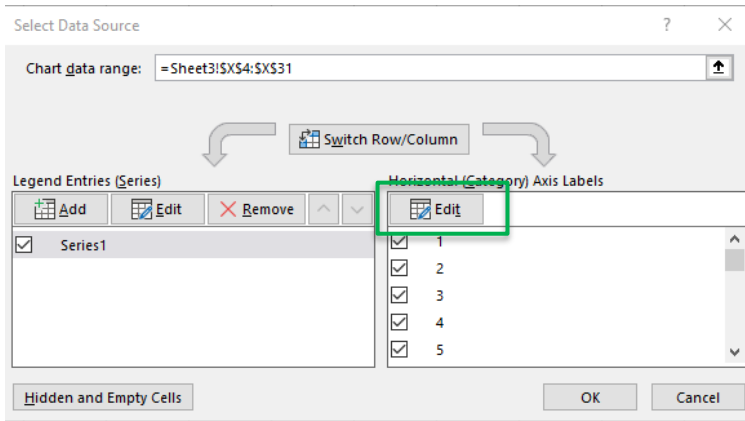 Select Data Source ? ×
Chart data range: =Sheet3!$X$4:$X$31
Switch Row/Column
Legend Entries (Series)
Add Edit Remove
Series1
Horizontal (Category) Axis Labels
Edit
1
2
3
4
5
Hidden and Empty Cells
OK Cancel